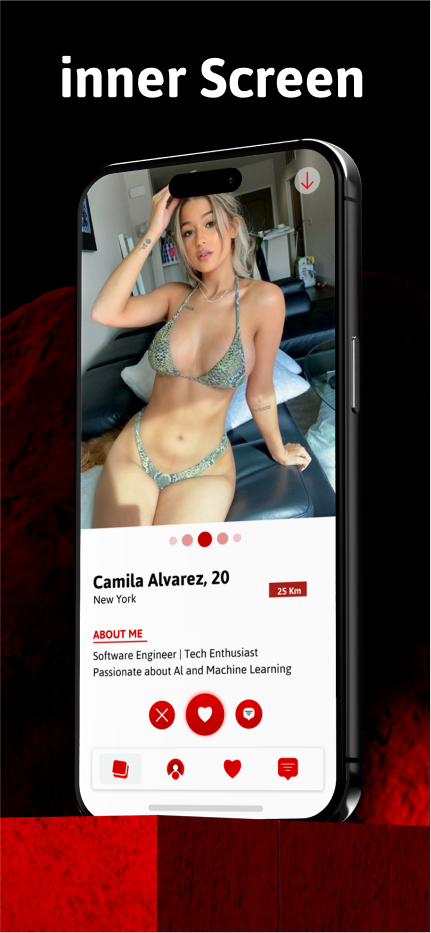 inner Screen
Camila Alvarez, 20
New York
25 Km
ABOUT ME
Software Engineer | Tech Enthusiast
Passionate about AI and Machine Learning